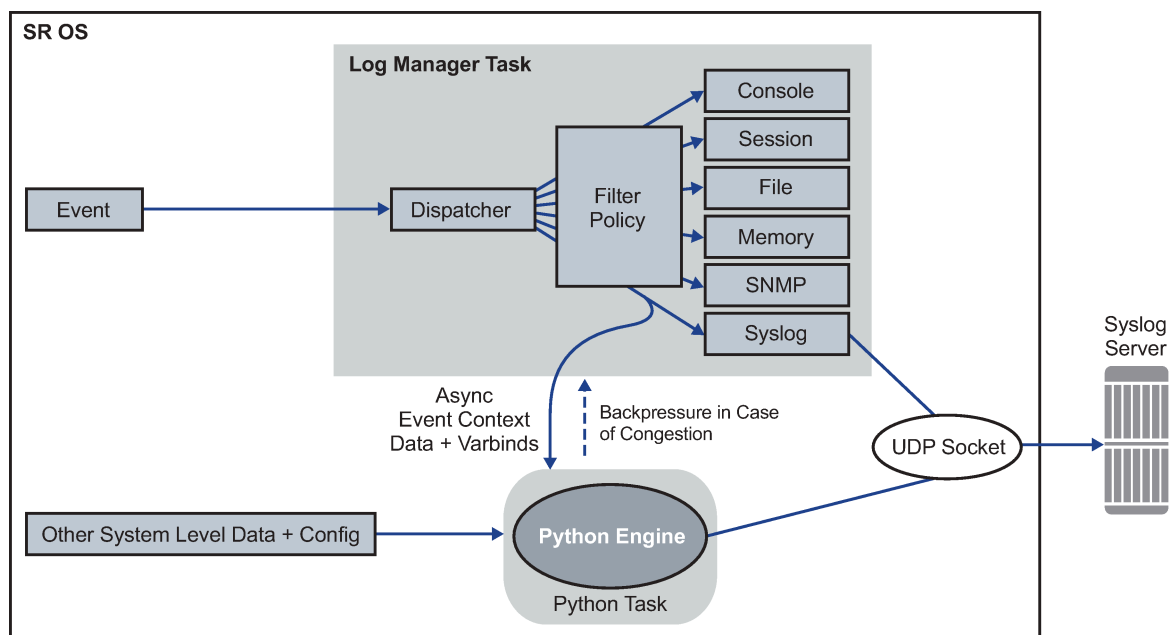 SR OS
Log Manager Task
Console
Session
File
Memory
SNMP
Syslog
Event
Dispatcher
Filter
Policy
Syslog
Server
Async
Event Context
Data + Varbinds
Backpressure in Case
of Congestion
UDP Socket
Other System Level Data + Config
Python Engine
Python Task